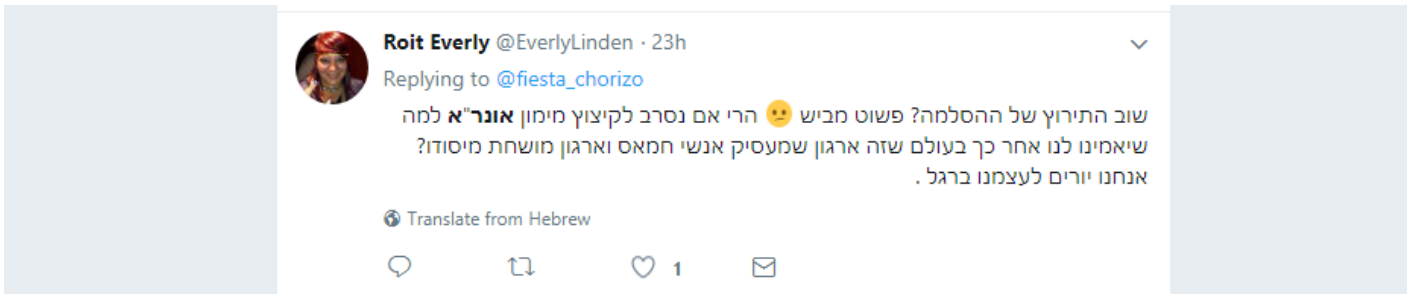 Roit Everly @EverlyLinden · 23h
Replying to @fiesta_chorizo
שוב התירוץ של ההסלמה? פשוט מביש 😕 הרי אם נסרב לקיצוץ מימון אונר"א למה
שיאמינו לנו אחר כך בעולם שזה ארגון שמעסיק אנשי חמאס וארגון מושחת מיסודו?
אנחנו יורים לעצמנו ברגל .
Translate from Hebrew
1